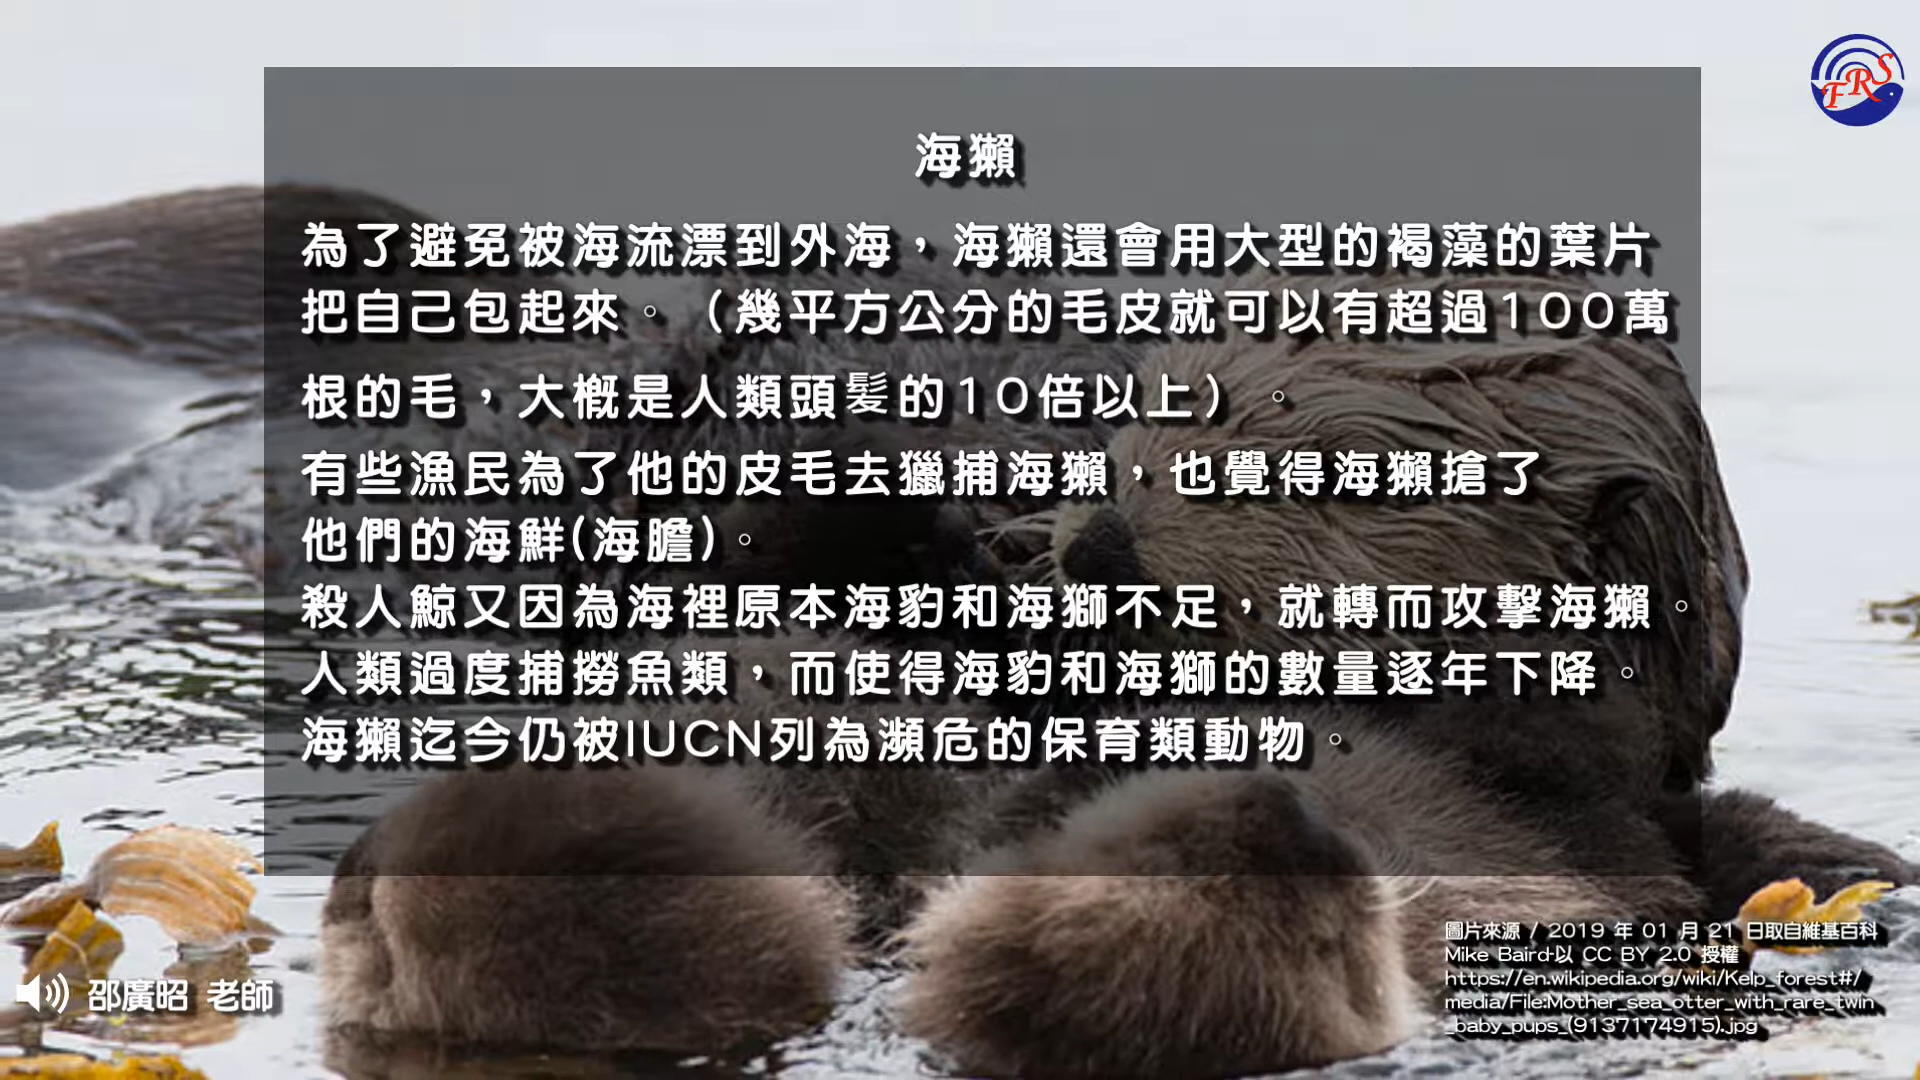 海獺
為了避免被海流漂到外海，海獺還會用大型的褐藻的葉片
把自己包起來。（幾平方公分的毛皮就可以有超過100萬
根的毛，大概是人類頭髮的10倍以上）。
有些漁民為了他的皮毛去獵捕海獺，也覺得海獺搶了
他們的海鮮(海膽)。
殺人鯨又因為海裡原本海豹和海獅不足，就轉而攻擊海獺。
人類過度捕撈魚類，而使得海豹和海獅的數量逐年下降。
海獺迄今仍被IUCN列為瀕危的保育類動物。
FRS
圖片來源 / 2019 年 01 月 21 日取自維基百科
Mike Baird-以 CC BY 2.0 授權
https://en.wikipedia.org/wiki/Kelp_forest#/
media/File:Mother_sea_otter_with_rare_twin
_baby_pups_(9137174915).jpg
邵廣昭 老師